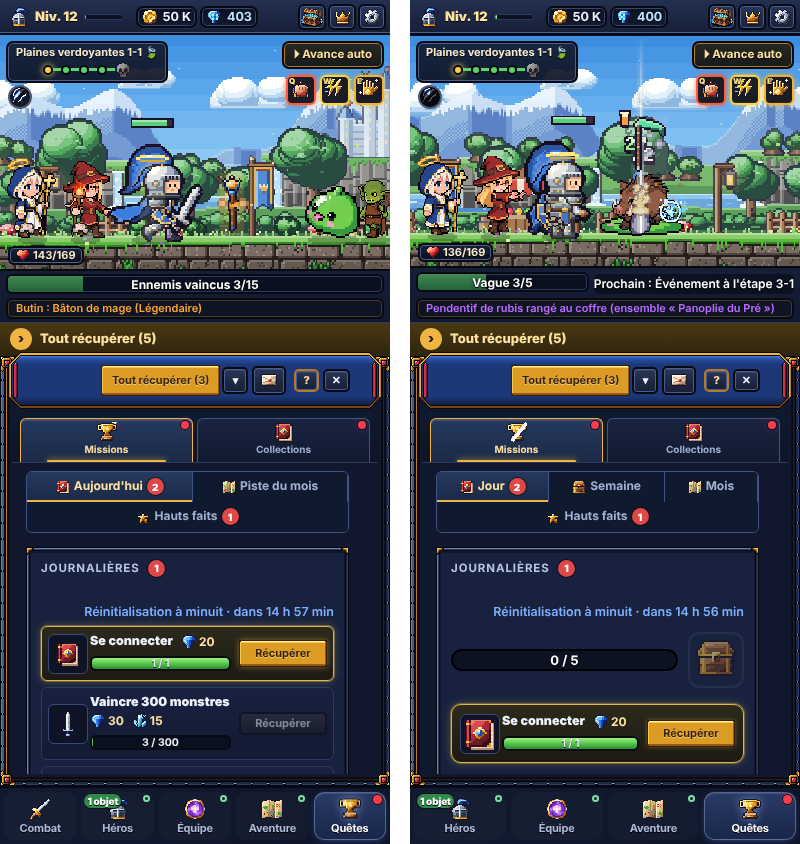 Niv. 12
50 K
403
Plaines verdoyantes 1-1
Avance auto
Q
W
E
143/169
Ennemis vaincus 3/15
Butin : Bâton de mage (Légendaire)
Tout récupérer (5)
Tout récupérer (3)
?
Missions
Collections
Aujourd'hui 2
Piste du mois
Hauts faits 1
JOURNALIÈRES 1
Réinitialisation à minuit · dans 14 h 57 min
Se connecter 20
1 / 1
Récupérer
Vaincre 300 monstres
30 15
3 / 300
Récupérer
Combat
1 objet
Héros
Équipe
Aventure
Quêtes
Niv. 12
50 K
400
Plaines verdoyantes 1-1
Avance auto
Q
W
E
136/169
Vague 3/5
Prochain : Événement à l'étape 3-1
Pendentif de rubis rangé au coffre (ensemble « Panoplie du Pré »)
Tout récupérer (5)
Tout récupérer (3)
?
Missions
Collections
Jour 2
Semaine
Mois
Hauts faits 1
JOURNALIÈRES 1
Réinitialisation à minuit · dans 14 h 56 min
0 / 5
Se connecter 20
1 / 1
Récupérer
1 objet
Héros
Équipe
Aventure
Quêtes